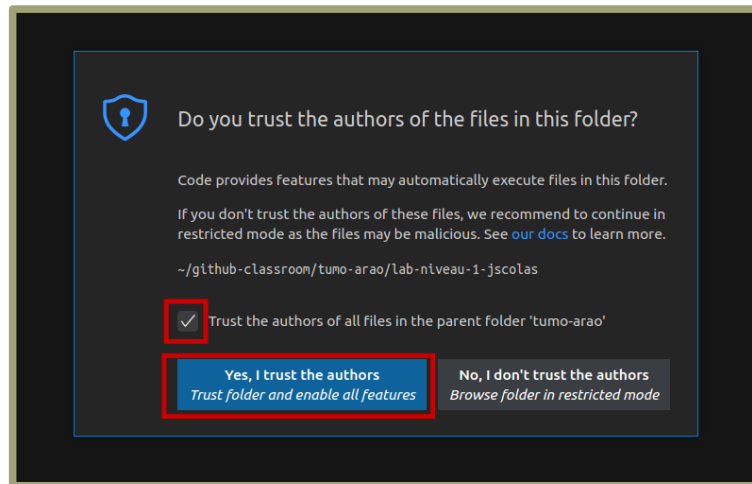 Do you trust the authors of the files in this folder?
Code provides features that may automatically execute files in this folder.
If you don't trust the authors of these files, we recommend to continue in
restricted mode as the files may be malicious. See our docs to learn more.
~/github-classroom/tumo-arao/lab-niveau-1-jscolas
Trust the authors of all files in the parent folder 'tumo-arao'
Yes, I trust the authors
Trust folder and enable all features
No, I don't trust the authors
Browse folder in restricted mode